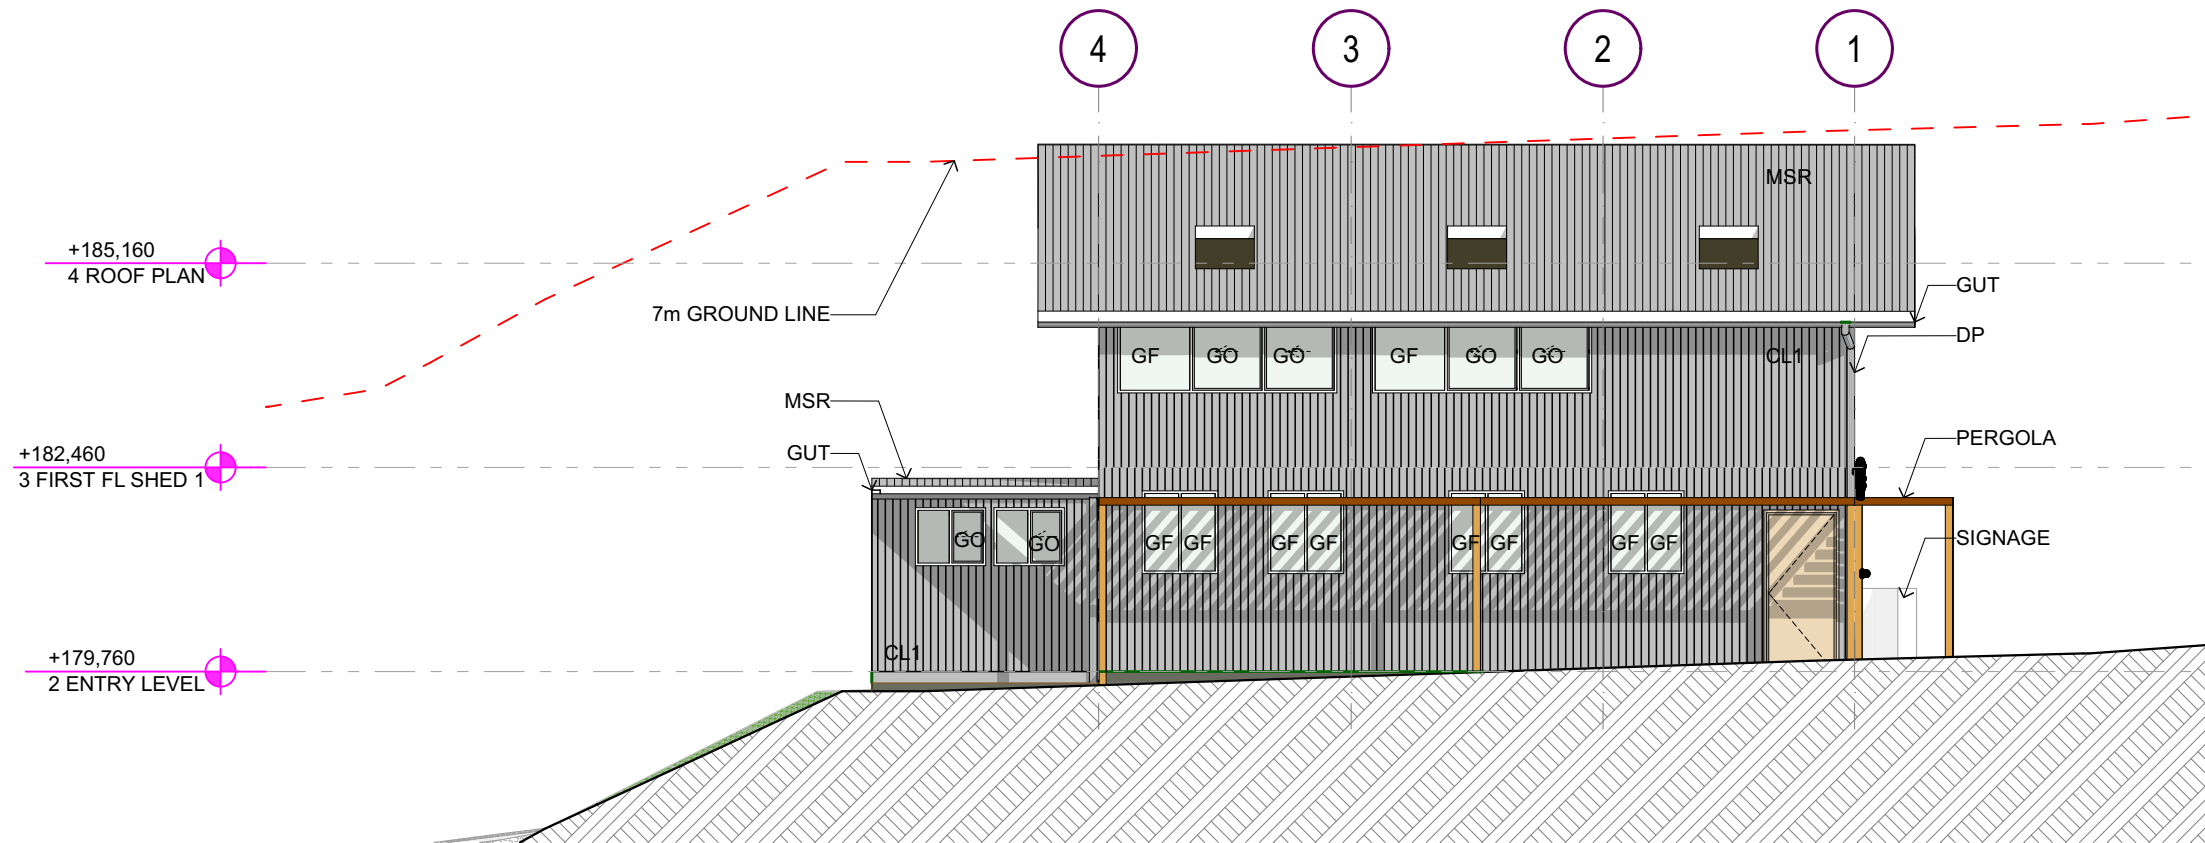 4 3 2 1
MSR
+185,160
4 ROOF PLAN
GUT
7m GROUND LINE
DP
GF GO GO GF GO GO CL1
MSR
PERGOLA
+182,460
GUT
3 FIRST FL SHED 1
GO GO GF GF GF GF GF GF GF GF
SIGNAGE
CL1
+179,760
2 ENTRY LEVEL